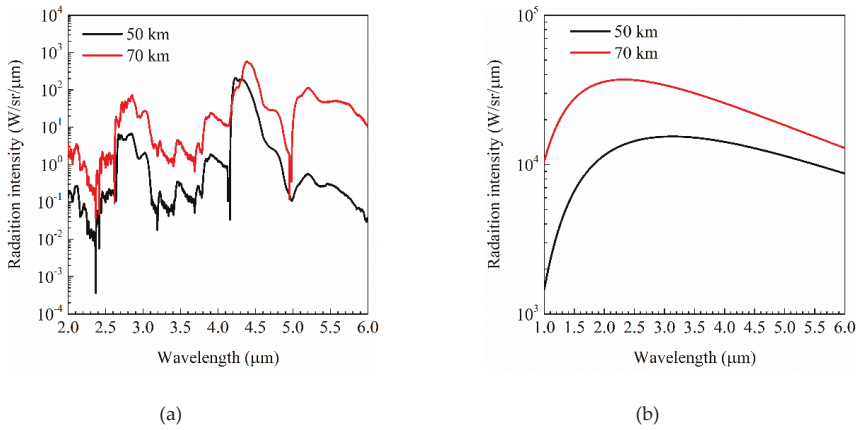 Radaition intensity (W/sr/μm)
10⁵
10⁴
10³
10²
10¹
10⁰
10⁻¹
10⁻²
10⁻³
10⁻⁴
50 km
70 km
2.0 2.5 3.0 3.5 4.0 4.5 5.0 5.5 6.0
Wavelength (μm)
(a)
Radaition intensity (W/sr/μm)
10⁵
10⁴
10³
50 km
70 km
1.0 1.5 2.0 2.5 3.0 3.5 4.0 4.5 5.0 5.5 6.0
Wavelength (μm)
(b)